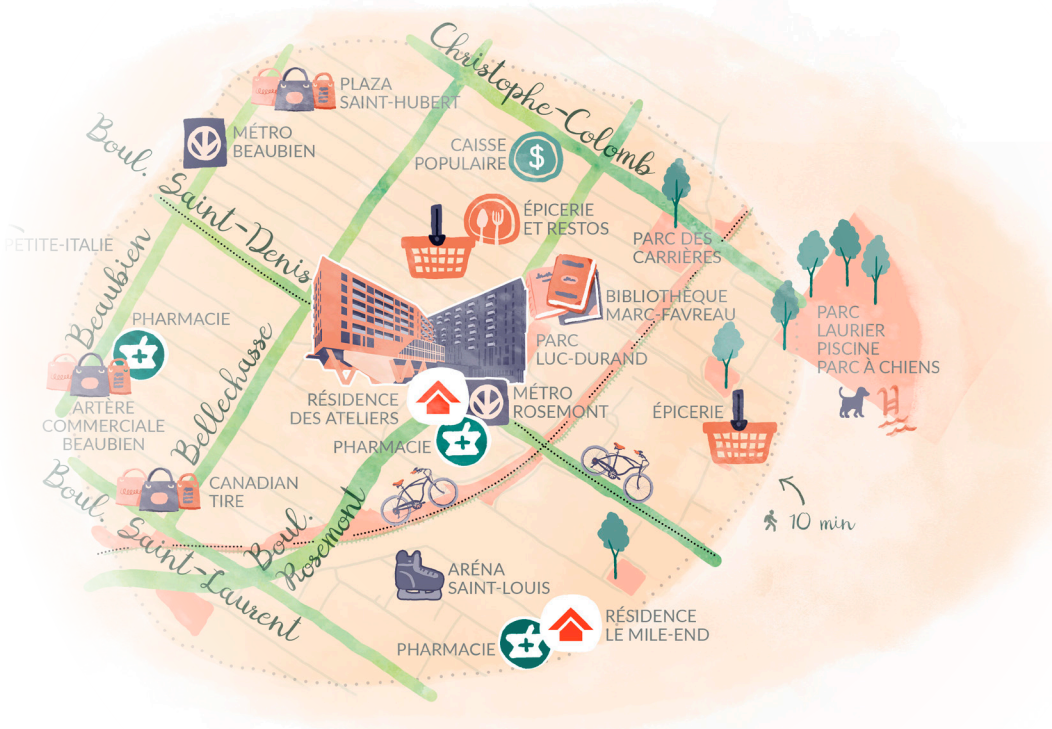 Christophe-Colomb
PLAZA
SAINT-HUBERT
Boul.
Saint-Denis
MÉTRO
BEAUBIEN
CAISSE
POPULAIRE
$
ÉPICERIE
ET RESTOS
PARC DES
CARRIÈRES
PETITE-ITALIE
Beaubien
BIBLIOTHÈQUE
MARC-FAVREAU
PARC
LAURIER
PISCINE
PARC À CHIENS
PHARMACIE
PARC
LUC-DURAND
Bellechasse
RÉSIDENCE
DES ATELIERS
MÉTRO
ROSEMONT
ÉPICERIE
ARTÈRE
COMMERCIALE
BEAUBIEN
PHARMACIE
CANADIAN
TIRE
Boul.
Saint-Laurent
Boul.
Rosemont
10 min
ARÉNA
SAINT-LOUIS
RÉSIDENCE
LE MILE-END
PHARMACIE